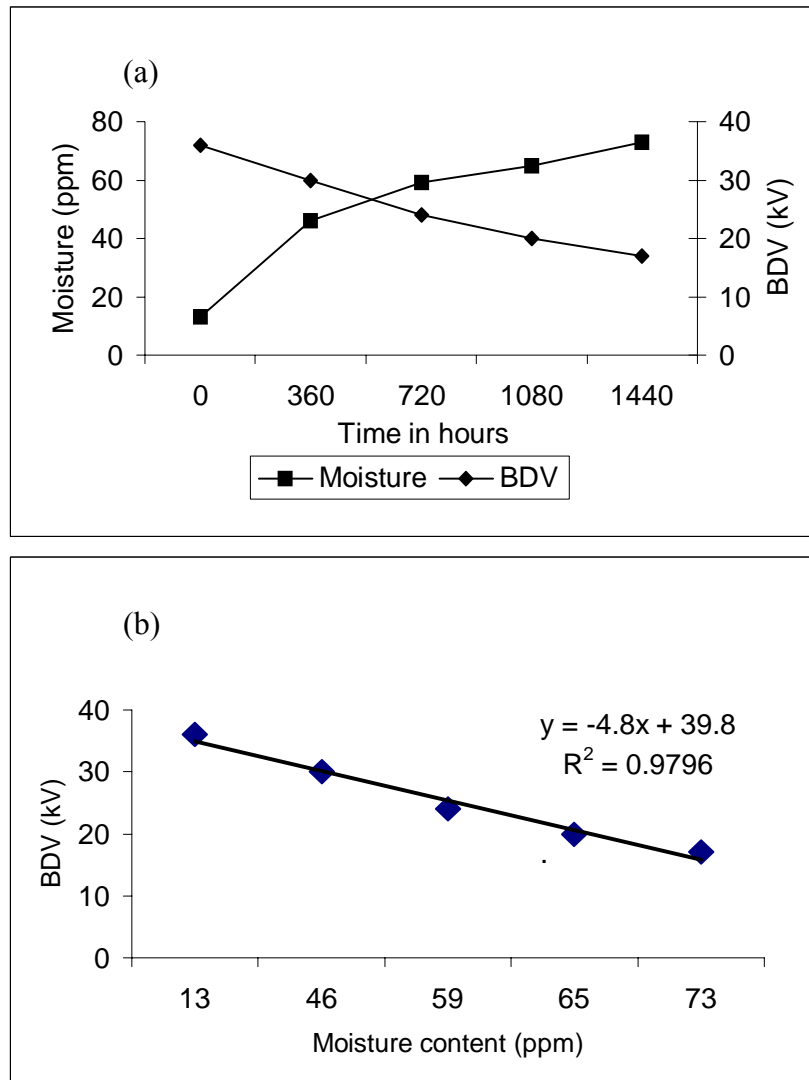 (a)
80
60
40
20
0
Moisture (ppm)
40
30
20
10
0
BDV (kV)
0 360 720 1080 1440
Time in hours
Moisture BDV
(b)
40
30
20
10
0
BDV (kV)
y = -4.8x + 39.8
R² = 0.9796
.
13 46 59 65 73
Moisture content (ppm)